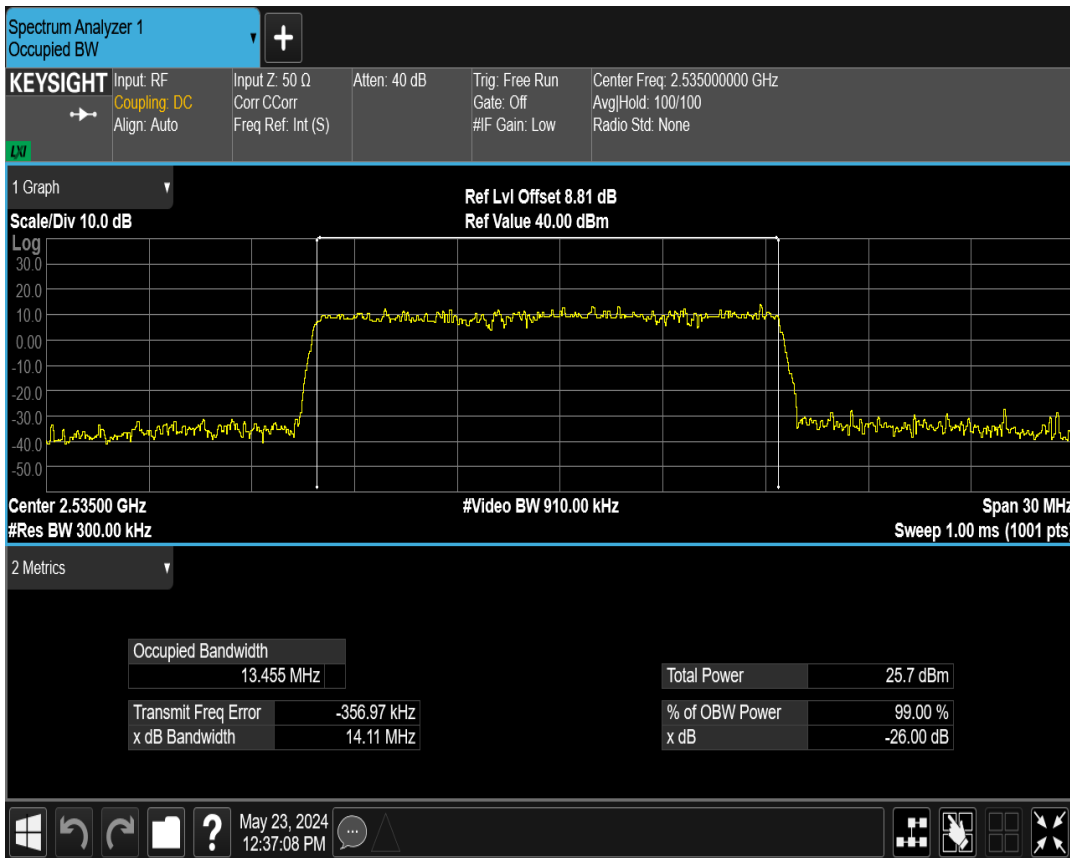 Spectrum Analyzer 1
Occupied BW
+
KEYSIGHT
LXI
Input: RF
Coupling: DC
Align: Auto
Input Z: 50 Ω
Corr CCorr
Freq Ref: Int (S)
Atten: 40 dB
Trig: Free Run
Gate: Off
#IF Gain: Low
Center Freq: 2.535000000 GHz
Avg|Hold: 100/100
Radio Std: None
1 Graph
Scale/Div 10.0 dB
Ref Lvl Offset 8.81 dB
Ref Value 40.00 dBm
Log
30.0
20.0
10.0
0.00
-10.0
-20.0
-30.0
-40.0
-50.0
Center 2.53500 GHz
#Res BW 300.00 kHz
#Video BW 910.00 kHz
Span 30 MHz
Sweep 1.00 ms (1001 pts)
2 Metrics
Occupied Bandwidth
13.455 MHz
Transmit Freq Error -356.97 kHz
x dB Bandwidth 14.11 MHz
Total Power 25.7 dBm
% of OBW Power 99.00 %
x dB -26.00 dB
?
May 23, 2024
12:37:08 PM